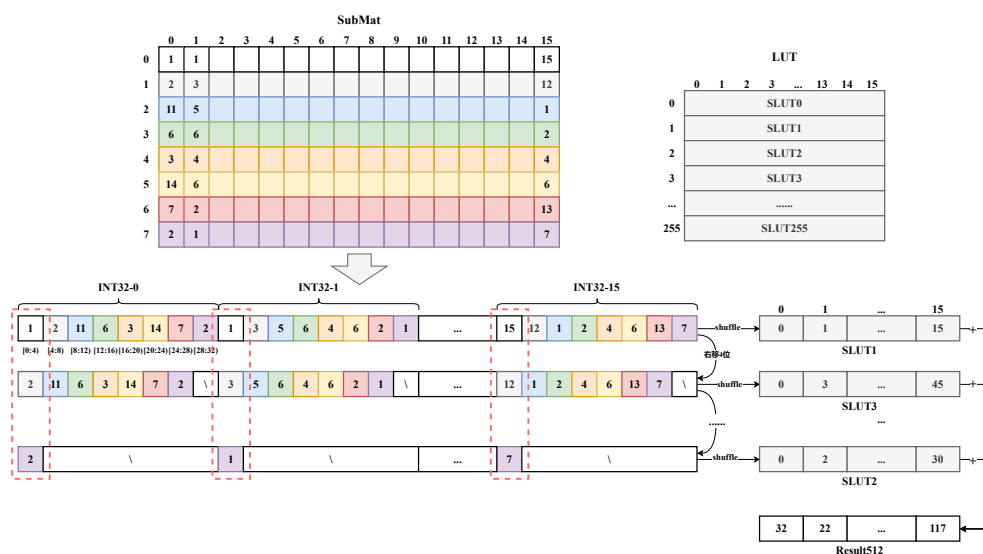 SubMat
0 1 2 3 4 5 6 7 8 9 10 11 12 13 14 15
0 1 1 15
1 2 3 12
2 11 5 1
3 6 6 2
4 3 4 4
5 14 6 6
6 7 2 13
7 2 1 7
LUT
0 1 2 3 ... 13 14 15
0 SLUT0
1 SLUT1
2 SLUT2
3 SLUT3
... ......
255 SLUT255
INT32-0 INT32-1 INT32-15
1 2 11 6 3 14 7 2 1 3 5 6 4 6 2 1 ... 15 12 1 2 4 6 13 7 shuffle 0 1 ... 15 +
[0:4) [4:8) [8:12) [12:16) [16:20) [20:24) [24:28) [28:32)
SLUT1
右移4位
2 11 6 3 14 7 2 \ 3 5 6 4 6 2 1 \ ... 12 1 2 4 6 13 7 \ shuffle 0 3 ... 45 +
SLUT3
...... ...
2 \ 1 \ ... 7 \ shuffle 0 2 ... 30 +
SLUT2
32 22 ... 117
Result512